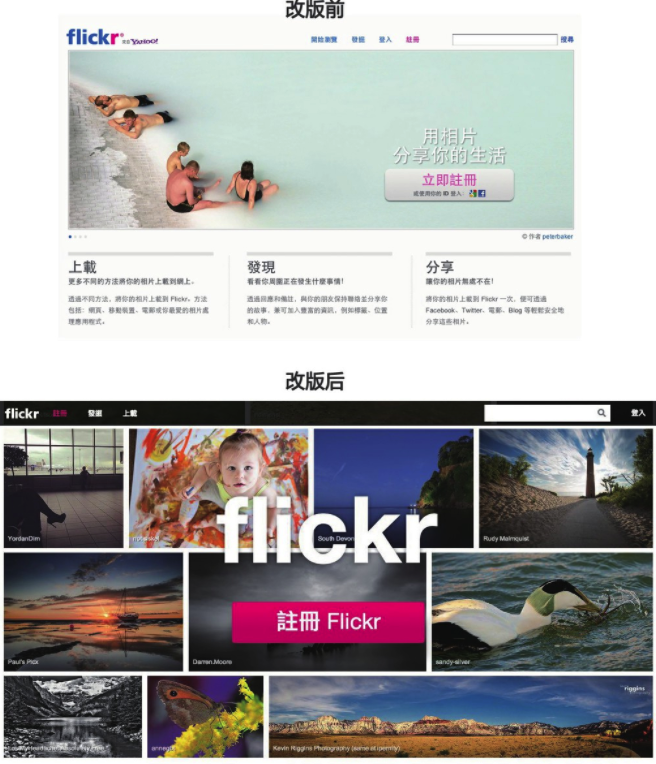 改版前
flickr
來自 YAHOO!
開始瀏覽 發掘 登入 註冊 搜尋
用相片
分享你的生活
立即註冊
或使用你的 ID 登入：
© 作者 peterbaker
上載 發現 分享
更多不同的方法將你的相片上載到網上。 看看你周圍正在發生什麼事情！ 讓你的相片無處不在！
透過不同方法，將你的相片上載到 Flickr。方法 透過回應和備註，與你的朋友保持聯絡並分享你 將你的相片上載到 Flickr 一次，便可透過
包括：網頁、移動裝置、電郵或你最愛的相片處 的故事，兼可加入豐富的資訊，例如標籤、位置 Facebook、Twitter、電郵、Blog 等輕鬆安全地
理應用程式。 和人物。 分享這些相片。
改版后
flickr 註冊 發掘 上載 登入
flickr
YordanDim South Devon Rudy Malmquist
註冊 Flickr
Paul's Pick Darren.Moore sandy-silver
riggins
Kevin Riggins Photography